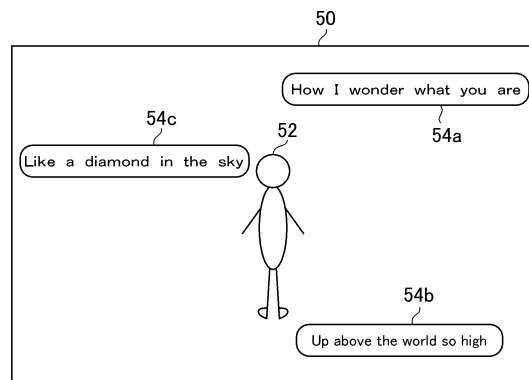 50
How I wonder what you are
54a
54c
52
Like a diamond in the sky
54b
Up above the world so high